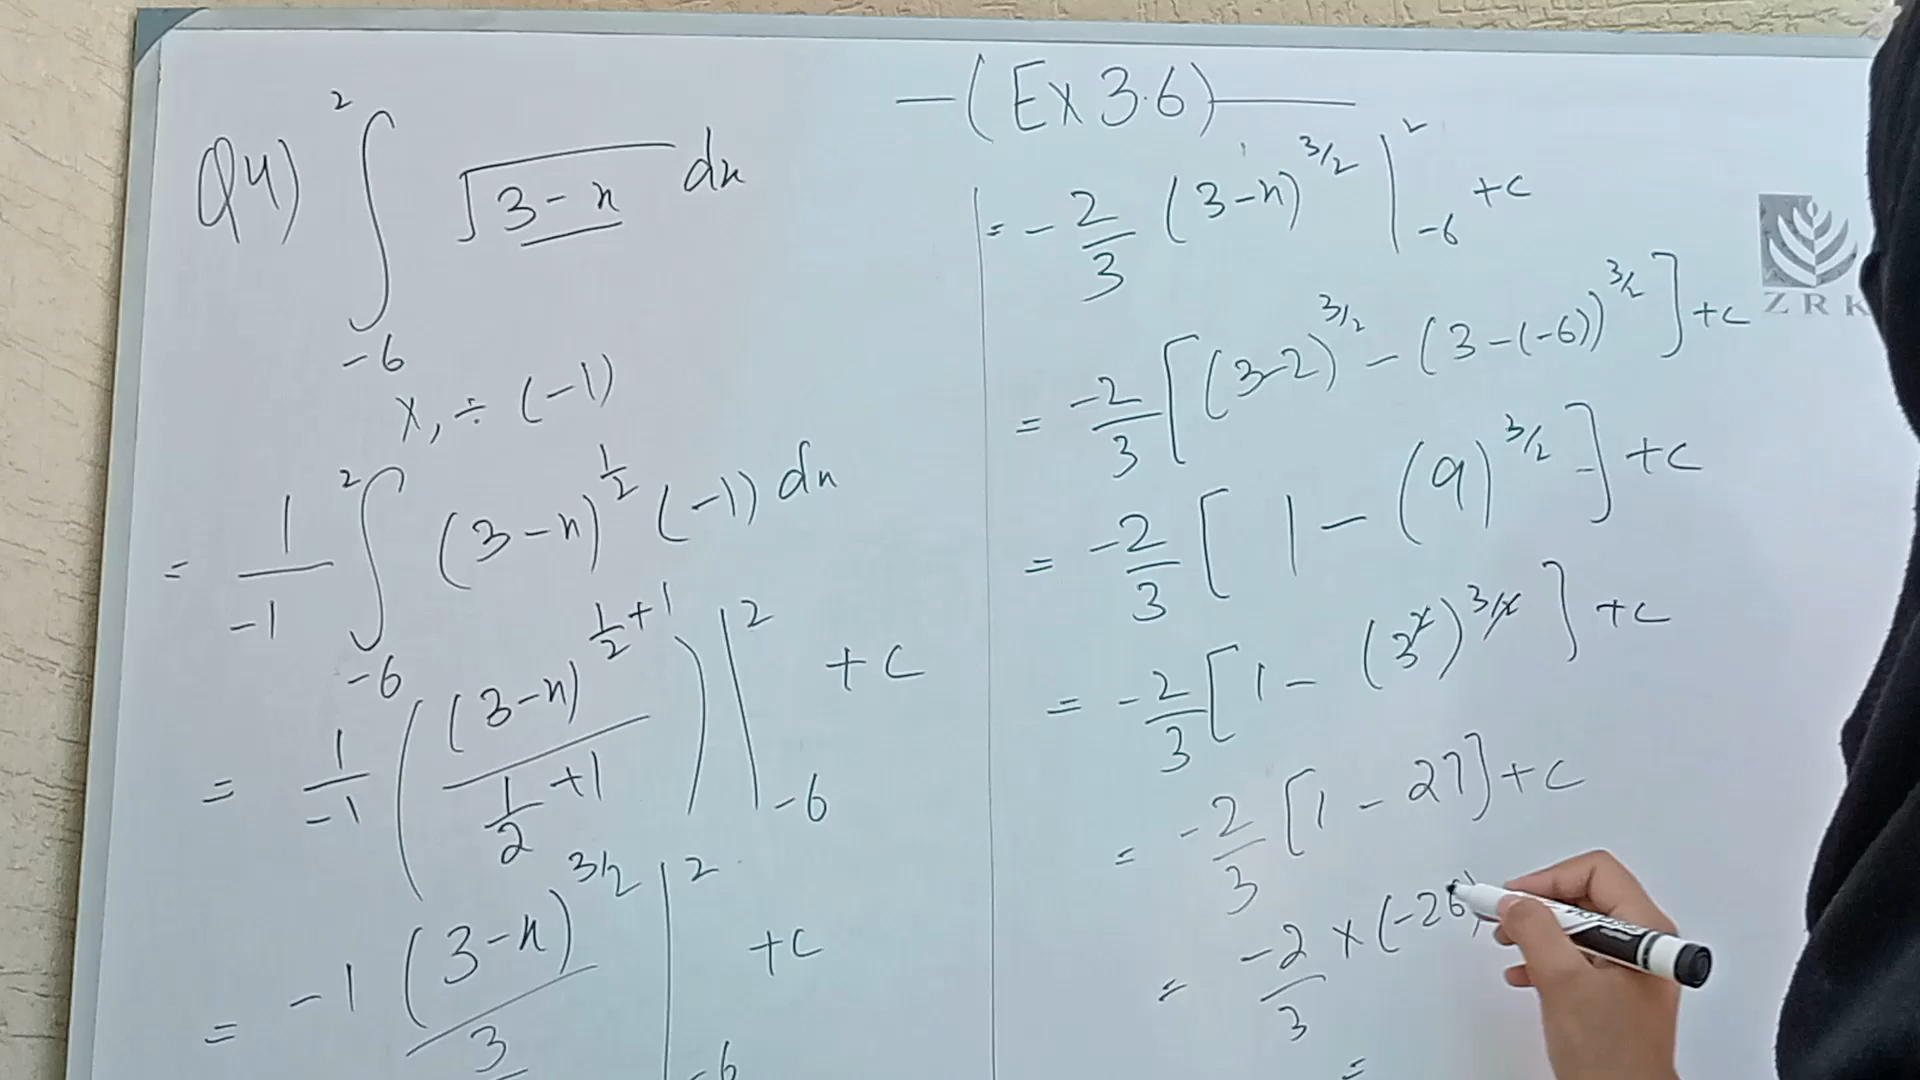 (Ex 3.6)
Q4) ∫_{-6}^{2} √(3-x) dx
x, ÷ (-1)
= 1/-1 ∫_{-6}^{2} (3-x)^{1/2} (-1) dx
= 1/-1 ( (3-x)^{1/2+1} / (1/2+1) ) |_{-6}^{2} + c
= -1 (3-x)^{3/2} / 3 |_{-6}^{2} + c
= -2/3 (3-x)^{3/2} |_{-6}^{2} + c
= -2/3 [(3-2)^{3/2} - (3-(-6))^{3/2}] + c
= -2/3 [1 - (9)^{3/2}] + c
= -2/3 [1 - (3^2)^{3/2}] + c
= -2/3 [1 - 27] + c
= -2/3 × (-26)
=
ZRK